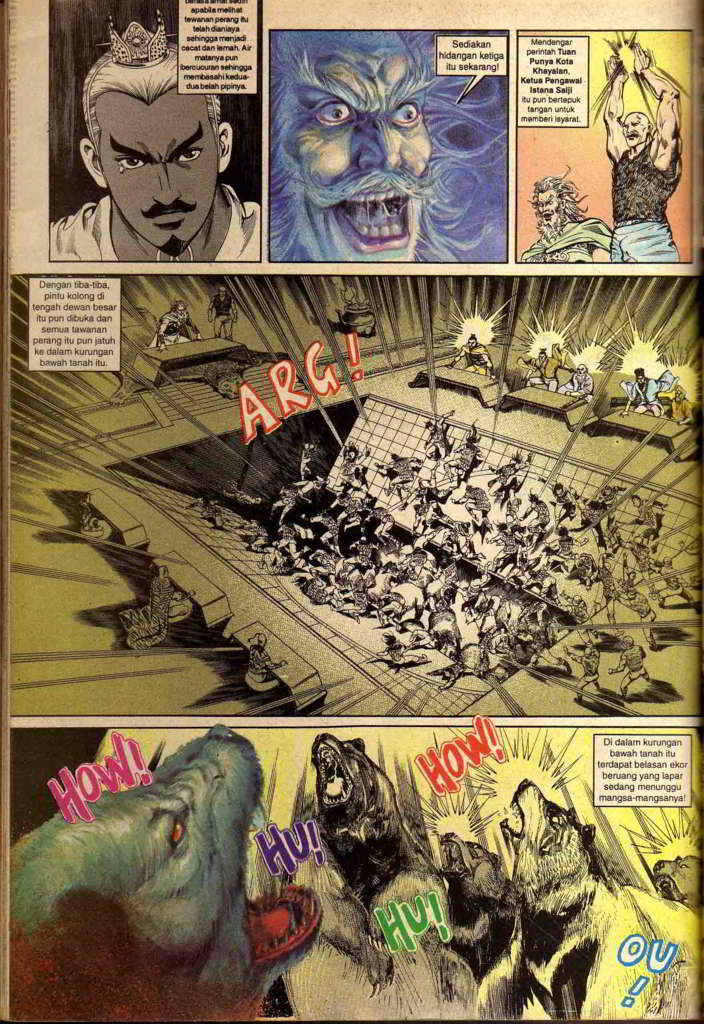 berasa amat sedih
apabila melihat
tewanan perang itu
telah dianiaya
sehingga menjadi
cacat dan lemah. Air
matanya pun
bercucuran sehingga
membasahi kedua-
dua belah pipinya.
Sediakan
hidangan ketiga
itu sekarang!
Mendengar
perintah Tuan
Punya Kota
Khayalan,
Ketua Pengawal
Istana Salji
itu pun bertepuk
tangan untuk
memberi isyarat.
Dengan tiba-tiba,
pintu kolong di
tengah dewan besar
itu pun dibuka dan
semua tawanan
perang itu pun jatuh
ke dalam kurungan
bawah tanah itu.
ARG!
HOW!
HU!
HU!
HOW!
Di dalam kurungan
bawah tanah itu
terdapat belasan ekor
beruang yang lapar
sedang menunggu
mangsa-mangsanya!
OU
!